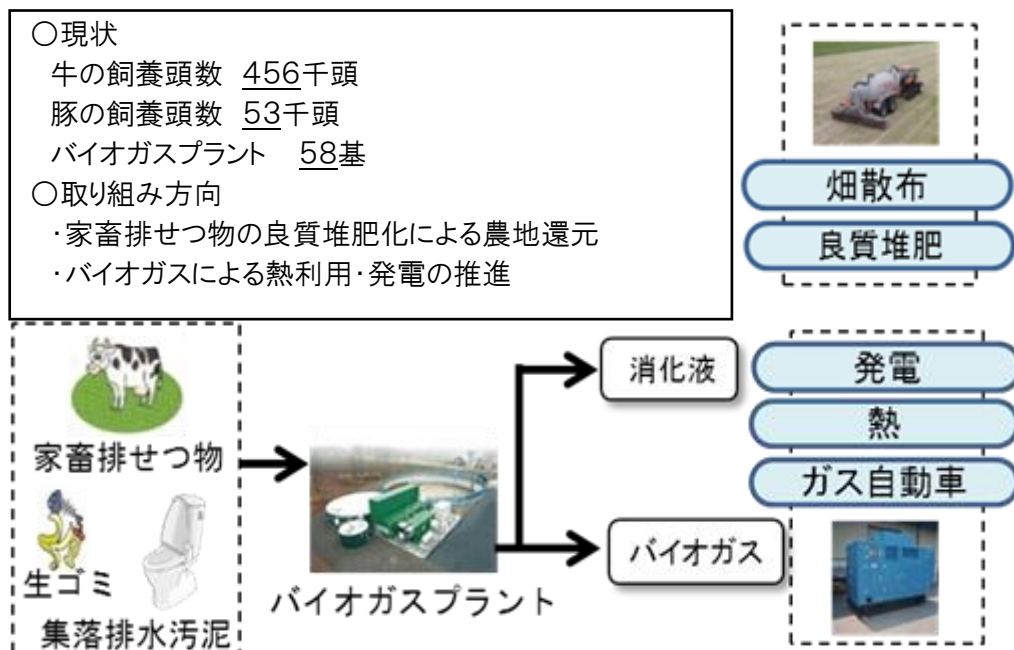 ○現状
牛の飼養頭数 456千頭
豚の飼養頭数 53千頭
バイオガスプラント 58基
○取り組み方向
・家畜排せつ物の良質堆肥化による農地還元
・バイオガスによる熱利用・発電の推進
畑散布
良質堆肥
家畜排せつ物
生ゴミ
集落排水汚泥
バイオガスプラント
消化液
バイオガス
発電
熱
ガス自動車